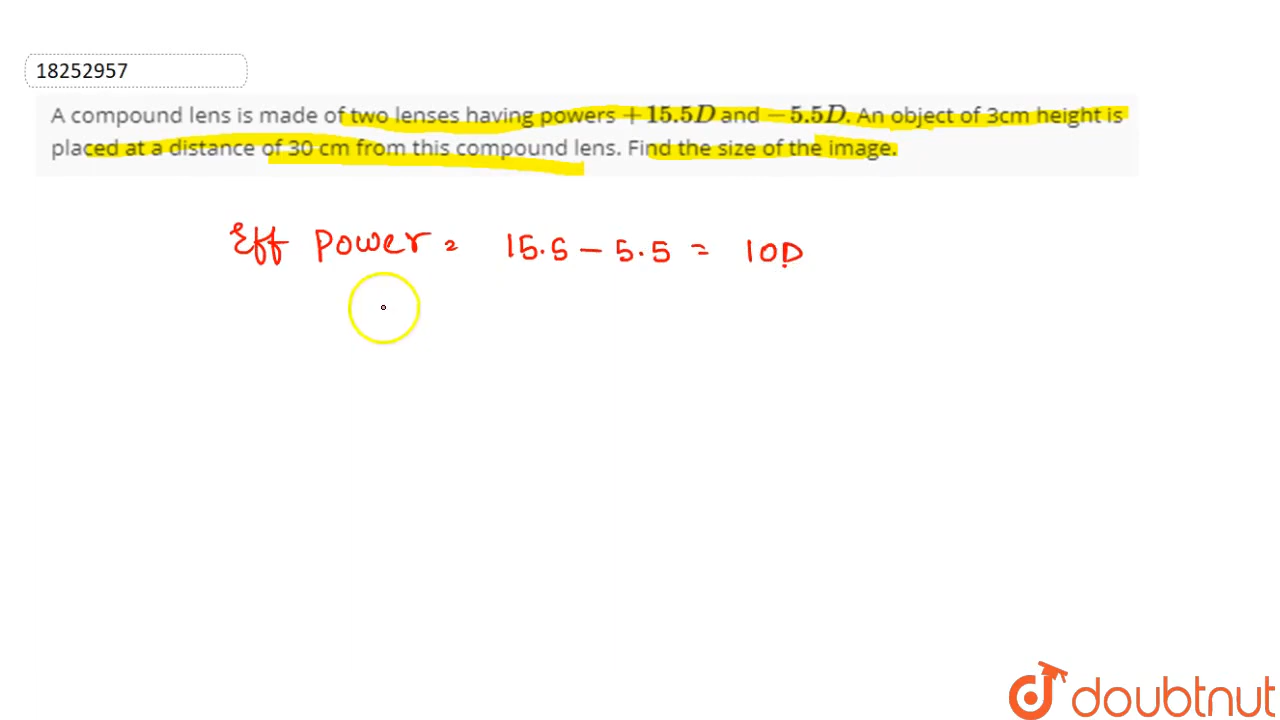 18252957
A compound lens is made of two lenses having powers +15.5D and −5.5D. An object of 3cm height is
placed at a distance of 30 cm from this compound lens. Find the size of the image.
Eff Power = 15.5 − 5.5 = 10D
doubtnut